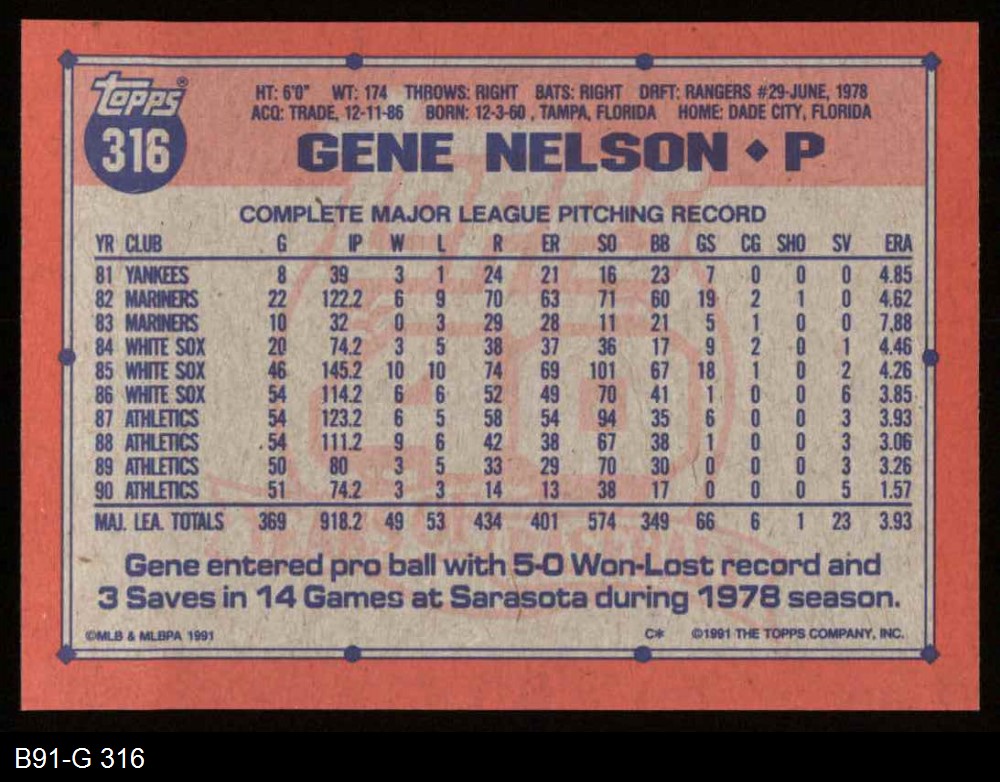 topps®
316
HT: 6'0" WT: 174 THROWS: RIGHT BATS: RIGHT DRFT: RANGERS #29-JUNE, 1978
ACQ: TRADE, 12-11-86 BORN: 12-3-60 , TAMPA, FLORIDA HOME: DADE CITY, FLORIDA
GENE NELSON ◆ P
COMPLETE MAJOR LEAGUE PITCHING RECORD
YR CLUB G IP W L R ER SO BB GS CG SHO SV ERA
81 YANKEES 8 39 3 1 24 21 16 23 7 0 0 0 4.85
82 MARINERS 22 122.2 6 9 70 63 71 60 19 2 1 0 4.62
83 MARINERS 10 32 0 3 29 28 11 21 5 1 0 0 7.88
84 WHITE SOX 20 74.2 3 5 38 37 36 17 9 2 0 1 4.46
85 WHITE SOX 46 145.2 10 10 74 69 101 67 18 1 0 2 4.26
86 WHITE SOX 54 114.2 6 6 52 49 70 41 1 0 0 6 3.85
87 ATHLETICS 54 123.2 6 5 58 54 94 35 6 0 0 3 3.93
88 ATHLETICS 54 111.2 9 6 42 38 67 38 1 0 0 3 3.06
89 ATHLETICS 50 80 3 5 33 29 70 30 0 0 0 3 3.26
90 ATHLETICS 51 74.2 3 3 14 13 38 17 0 0 0 5 1.57
MAJ. LEA. TOTALS 369 918.2 49 53 434 401 574 349 66 6 1 23 3.93
Gene entered pro ball with 5-0 Won-Lost record and
3 Saves in 14 Games at Sarasota during 1978 season.
©MLB & MLBPA 1991 C* ©1991 THE TOPPS COMPANY, INC.
B91-G 316